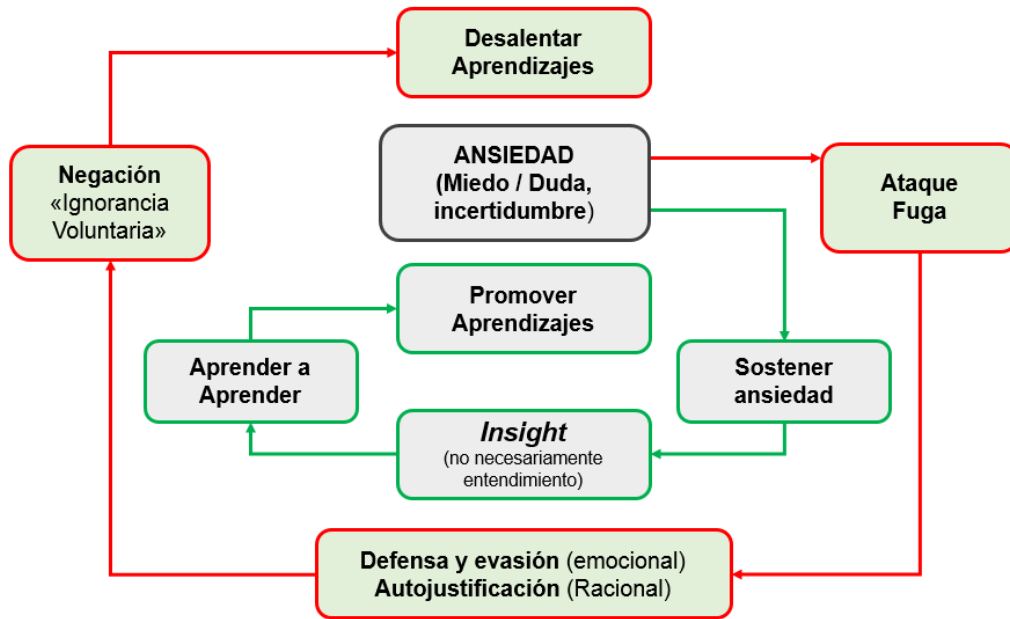 Desalentar
Aprendizajes
ANSIEDAD
(Miedo / Duda,
incertidumbre)
Negación
«Ignorancia
Voluntaria»
Ataque
Fuga
Promover
Aprendizajes
Aprender a
Aprender
Sostener
ansiedad
Insight
(no necesariamente
entendimiento)
Defensa y evasión (emocional)
Autojustificación (Racional)